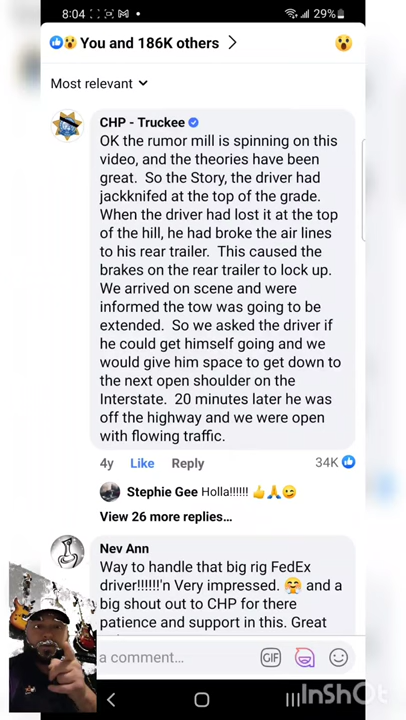 8:04
29%
You and 186K others
Most relevant
CHP - Truckee
OK the rumor mill is spinning on this
video, and the theories have been
great. So the Story, the driver had
jackknifed at the top of the grade.
When the driver had lost it at the top
of the hill, he had broke the air lines
to his rear trailer. This caused the
brakes on the rear trailer to lock up.
We arrived on scene and were
informed the tow was going to be
extended. So we asked the driver if
he could get himself going and we
would give him space to get down to
the next open shoulder on the
Interstate. 20 minutes later he was
off the highway and we were open
with flowing traffic.
4y Like Reply 34K
Stephie Gee Holla!!!!!! 👍🙏😉
View 26 more replies...
Nev Ann
Way to handle that big rig FedEx
driver!!!!!!'n Very impressed. 🤗 and a
big shout out to CHP for there
patience and support in this. Great
a comment...
GIF
InShOt